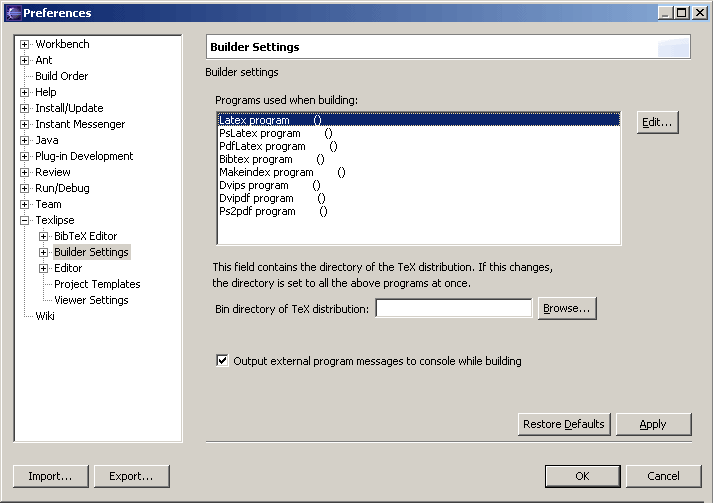 Preferences
Workbench
Ant
Build Order
Help
Install/Update
Instant Messenger
Java
Plug-in Development
Review
Run/Debug
Team
Texlipse
BibTeX Editor
Builder Settings
Editor
Project Templates
Viewer Settings
Wiki
Builder Settings
Builder settings
Programs used when building:
Latex program ()
PsLatex program ()
PdfLatex program ()
Bibtex program ()
Makeindex program ()
Dvips program ()
Dvipdf program ()
Ps2pdf program ()
Edit...
This field contains the directory of the TeX distribution. If this changes,
the directory is set to all the above programs at once.
Bin directory of TeX distribution:
Browse...
Output external program messages to console while building
Restore Defaults
Apply
Import...
Export...
OK
Cancel